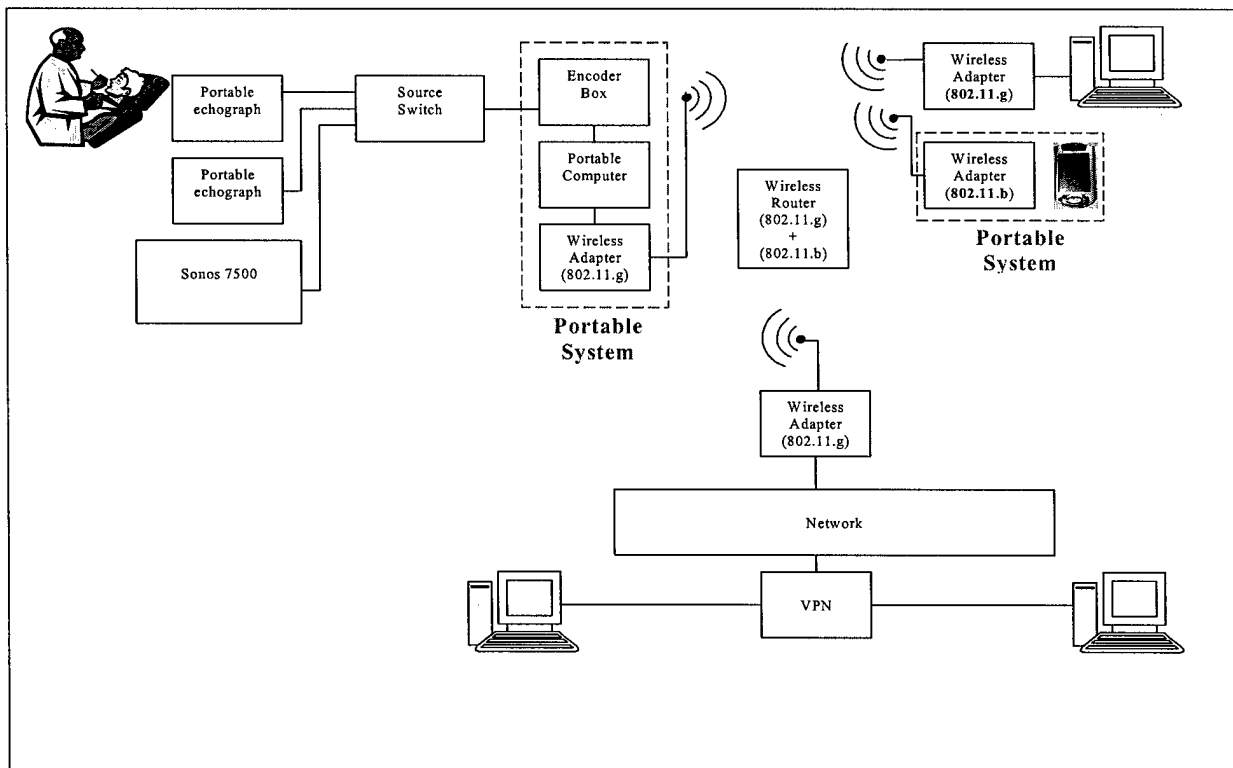 Portable
echograph
Portable
echograph
Sonos 7500
Source
Switch
Encoder
Box
Portable
Computer
Wireless
Adapter
(802.11.g)
Portable
System
Wireless
Router
(802.11.g)
+
(802.11.b)
Wireless
Adapter
(802.11.g)
Wireless
Adapter
(802.11.b)
Portable
System
Wireless
Adapter
(802.11.g)
Network
VPN